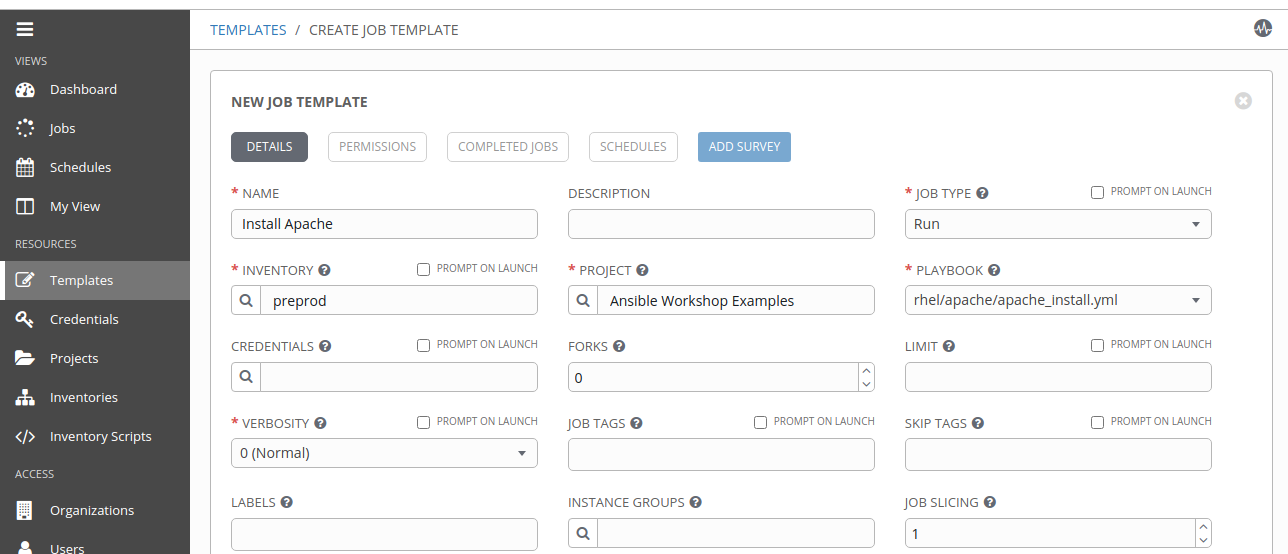 TEMPLATES / CREATE JOB TEMPLATE
VIEWS
Dashboard
Jobs
Schedules
My View
RESOURCES
Templates
Credentials
Projects
Inventories
Inventory Scripts
ACCESS
Organizations
Users
NEW JOB TEMPLATE
DETAILS PERMISSIONS COMPLETED JOBS SCHEDULES ADD SURVEY
* NAME DESCRIPTION * JOB TYPE ? PROMPT ON LAUNCH
Install Apache Run
* INVENTORY ? PROMPT ON LAUNCH * PROJECT ? * PLAYBOOK ?
preprod Ansible Workshop Examples rhel/apache/apache_install.yml
CREDENTIALS ? PROMPT ON LAUNCH FORKS ? LIMIT ? PROMPT ON LAUNCH
0
* VERBOSITY ? PROMPT ON LAUNCH JOB TAGS ? PROMPT ON LAUNCH SKIP TAGS ? PROMPT ON LAUNCH
0 (Normal)
LABELS ? INSTANCE GROUPS ? JOB SLICING ?
1